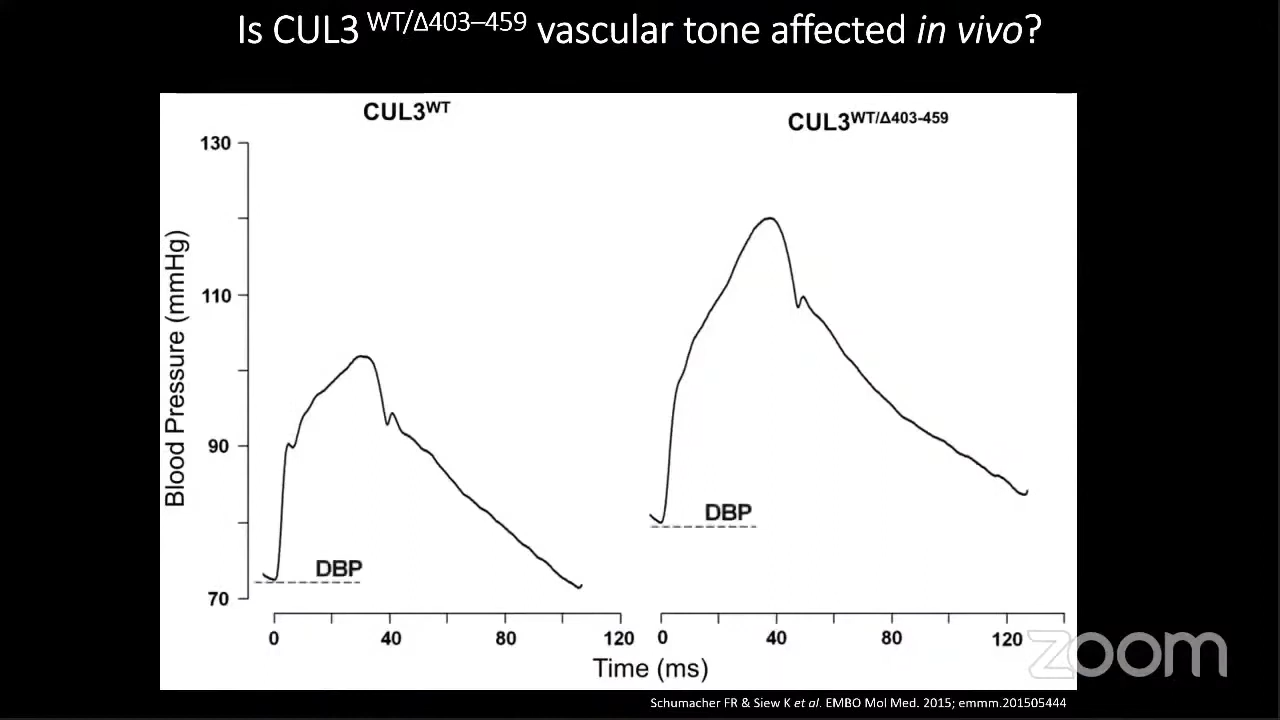 Is CUL3 WT/Δ403–459 vascular tone affected in vivo?
CUL3WT
CUL3WT/Δ403-459
130
110
90
70
Blood Pressure (mmHg)
DBP
DBP
0 40 80 120 0 40 80 120
Time (ms)
zoom
Schumacher FR & Siew K et al. EMBO Mol Med. 2015; emmm.201505444